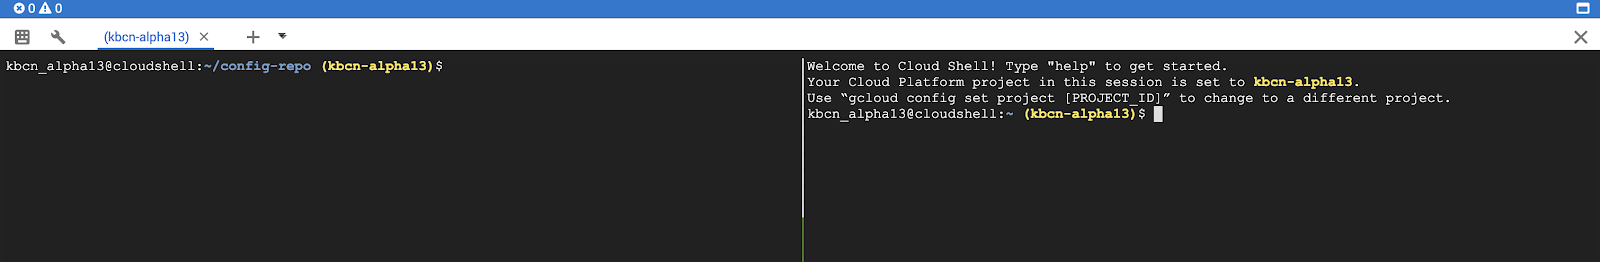 0 0
(kbcn-alpha13)
kbcn_alpha13@cloudshell:~/config-repo (kbcn-alpha13)$
Welcome to Cloud Shell! Type "help" to get started.
Your Cloud Platform project in this session is set to kbcn-alpha13.
Use “gcloud config set project [PROJECT_ID]” to change to a different project.
kbcn_alpha13@cloudshell:~ (kbcn-alpha13)$